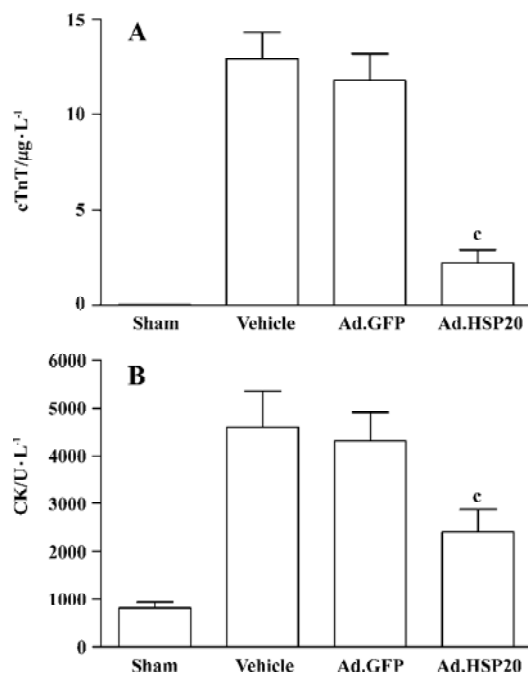 A
15
10
5
0
cTnT/μg·L⁻¹
c
Sham Vehicle Ad.GFP Ad.HSP20
B
6000
5000
4000
3000
2000
1000
0
CK/U·L⁻¹
c
Sham Vehicle Ad.GFP Ad.HSP20